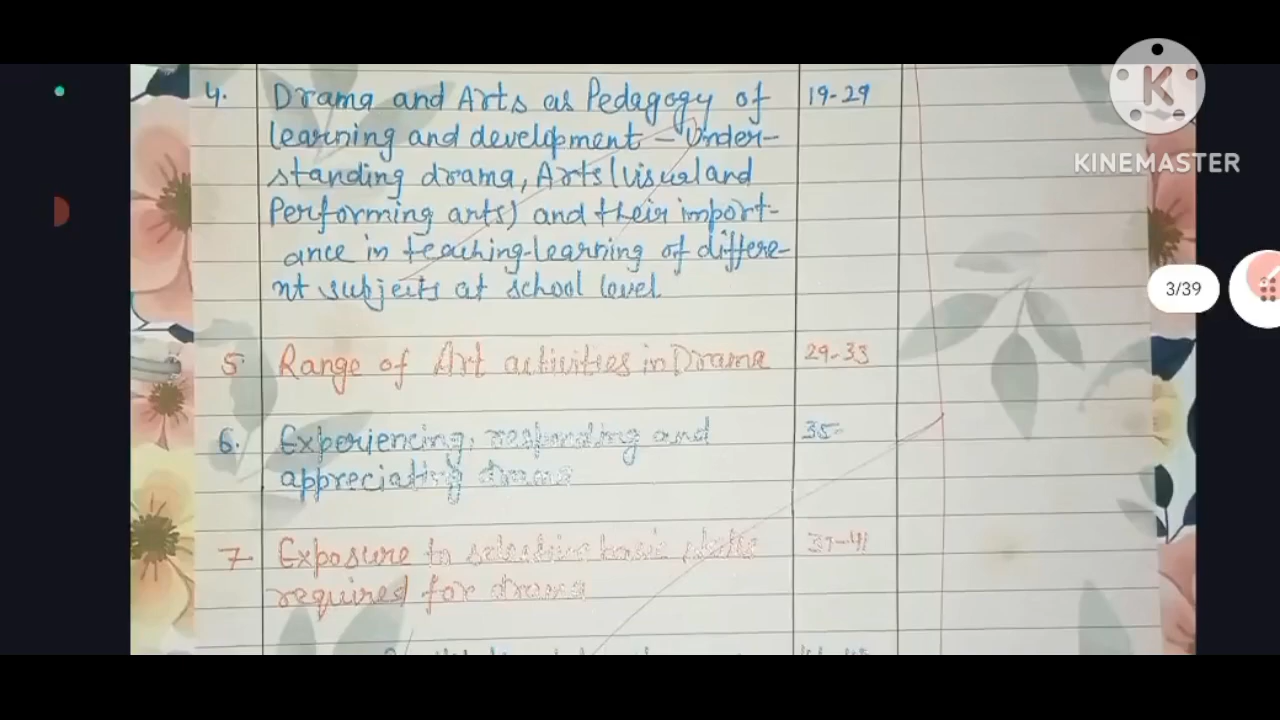 KINEMASTER
4. Drama and Arts as Pedagogy of 19-29
learning and development - Under-
standing drama, Arts (visual and
Performing arts) and their import-
ance in teaching-learning of differe-
nt subjects at school level.
3/39
5. Range of Art activities in Drama 29-33
6. Experiencing, responding and 35-
appreciating drama
7. Exposure to selective basic skills
required for drama